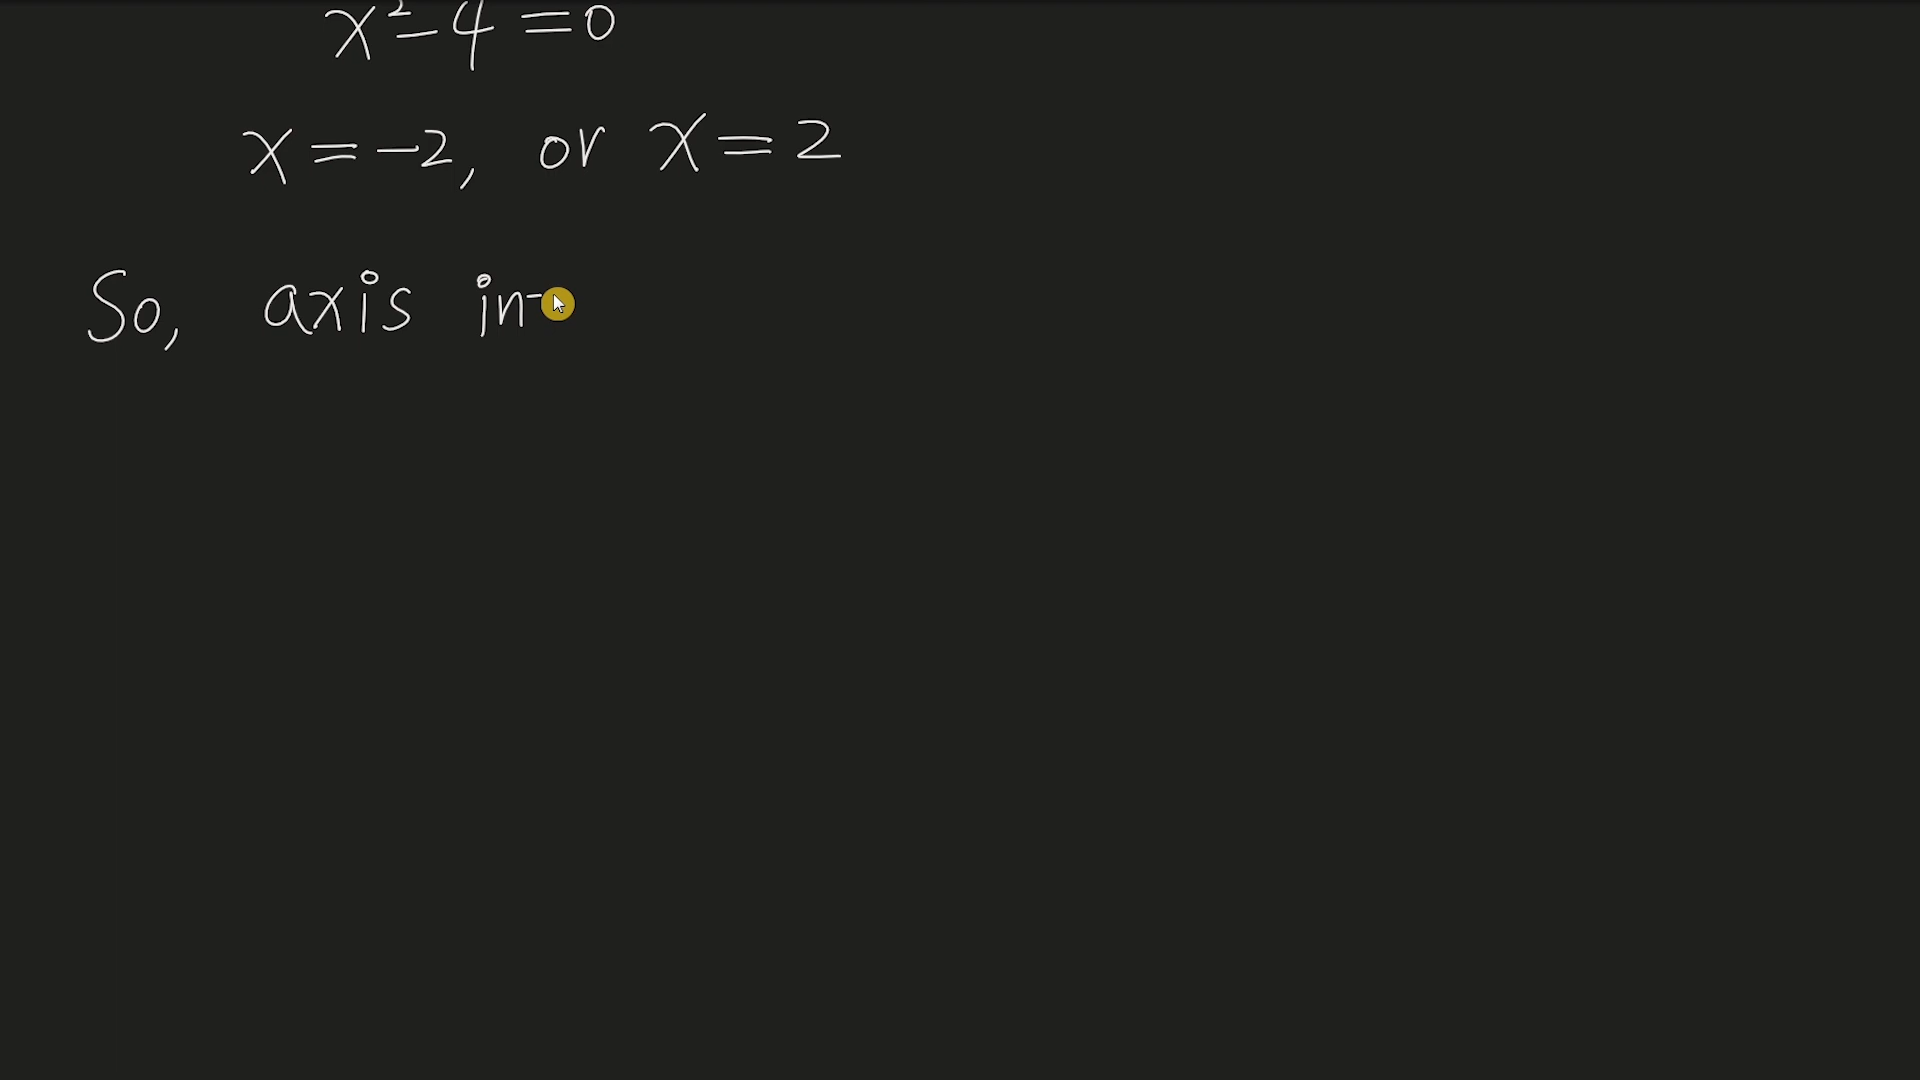 x² - 4 = 0
x = -2, or x = 2
So, axis in